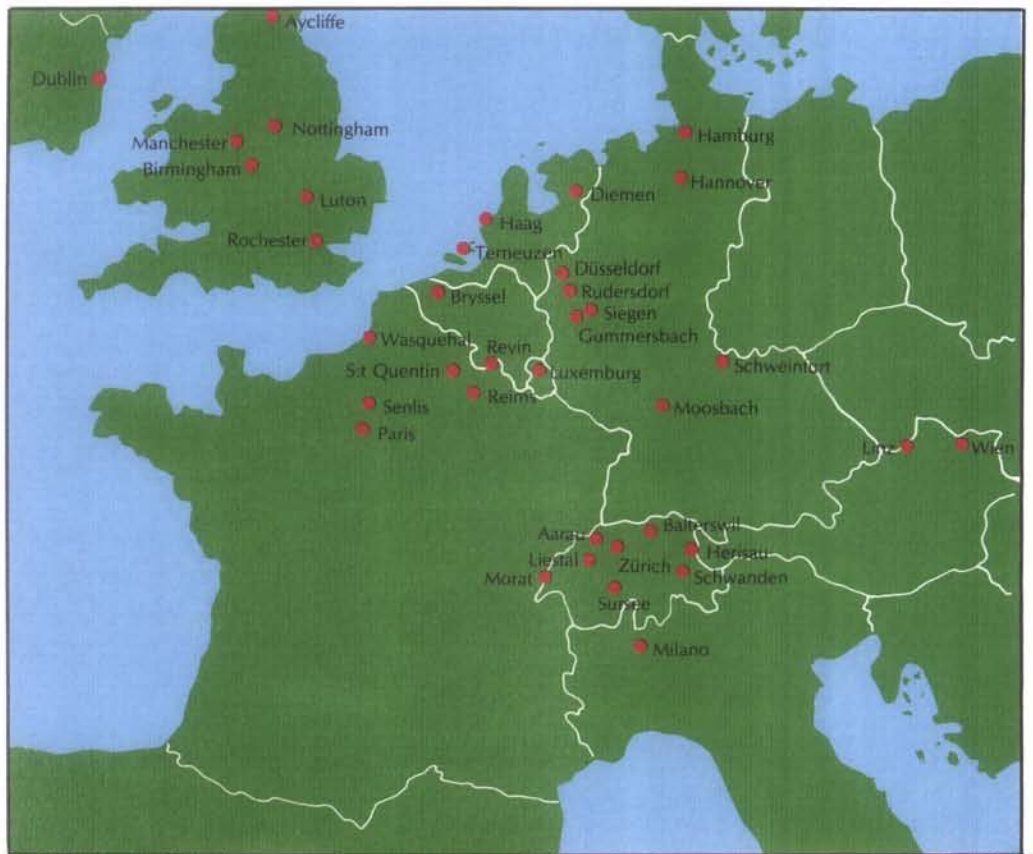 Aycliffe
Dublin
Nottingham
Manchester
Hamburg
Birmingham
Hannover
Diemen
Luton
Haag
Rochester
Terneuzen
Düsseldorf
Rudersdorf
Bryssel
Siegen
Gummersbach
Wasquehal
Revin
Schweinfort
S:t Quentin
Luxemburg
Reims
Senlis
Moosbach
Paris
Linz
Wien
Balterswil
Aarau
Herisau
Liestal
Zürich
Morat
Schwanden
Sursee
Milano